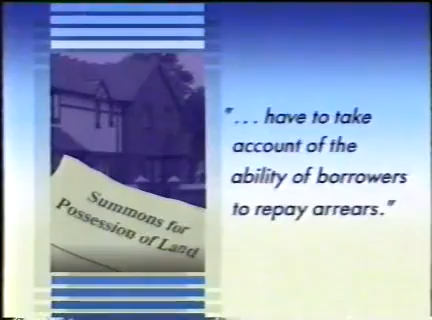 "... have to take
account of the
ability of borrowers
to repay arrears."
Summons for
Possession of Land